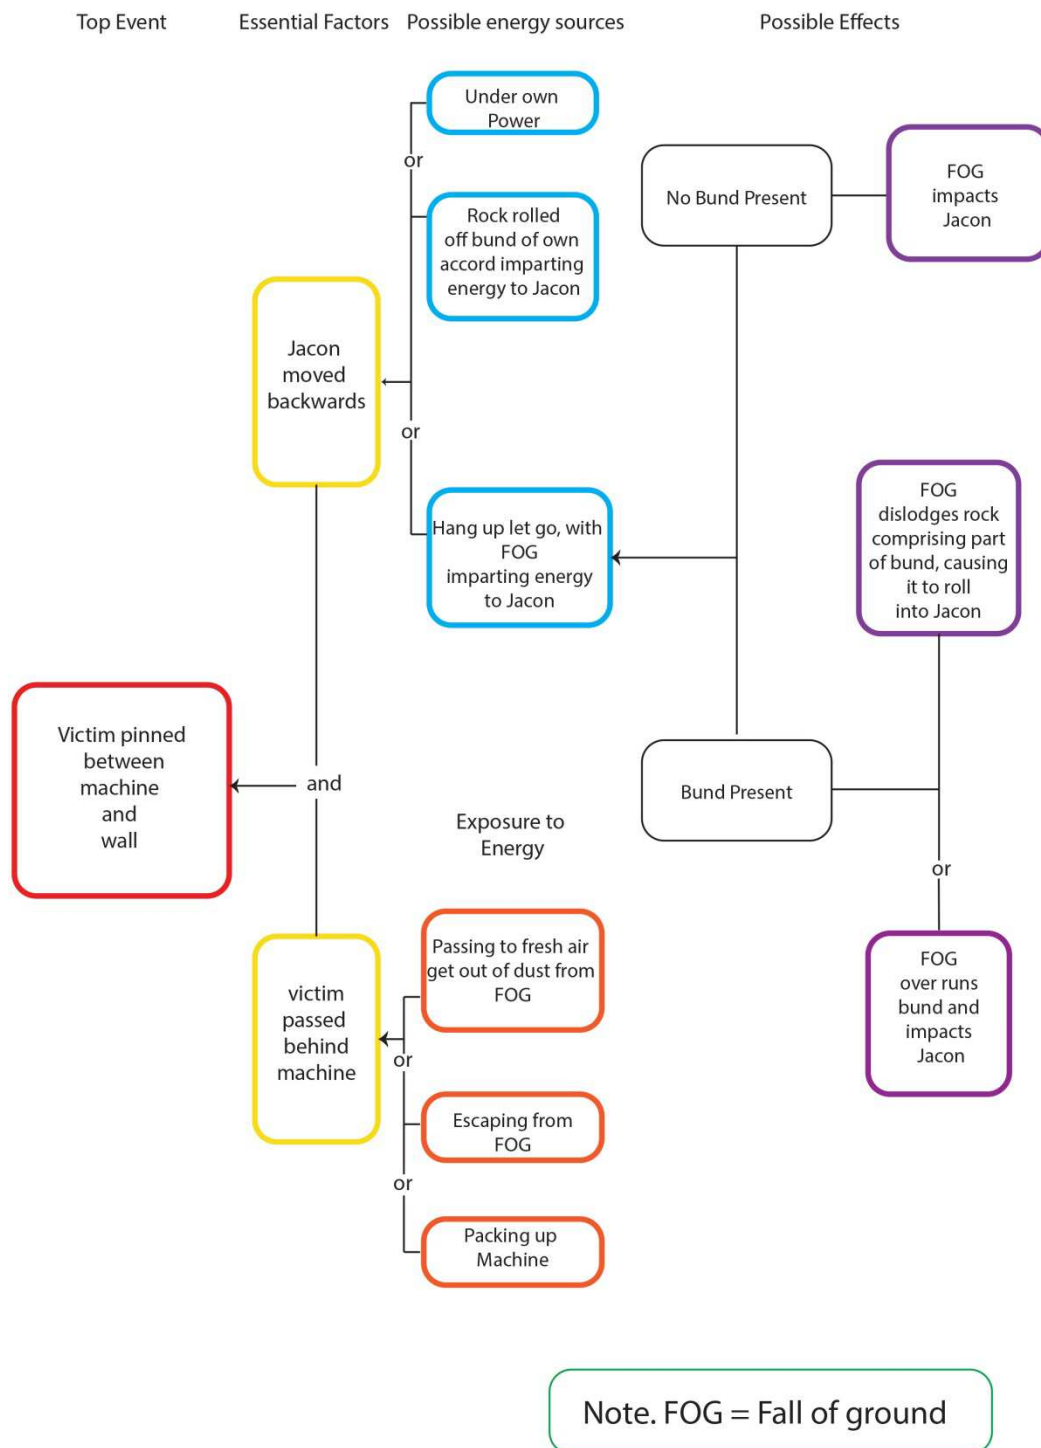 Top Event
Essential Factors
Possible energy sources
Possible Effects
Under own
Power
or
Rock rolled
off bund of own
accord imparting
energy to Jacon
No Bund Present
FOG
impacts
Jacon
Jacon
moved
backwards
or
Hang up let go, with
FOG
imparting energy
to Jacon
FOG
dislodges rock
comprising part
of bund, causing
it to roll
into Jacon
Victim pinned
between
machine
and
wall
and
Bund Present
Exposure to
Energy
or
victim
passed
behind
machine
Passing to fresh air
get out of dust from
FOG
or
Escaping from
FOG
or
Packing up
Machine
FOG
over runs
bund and
impacts
Jacon
Note. FOG = Fall of ground